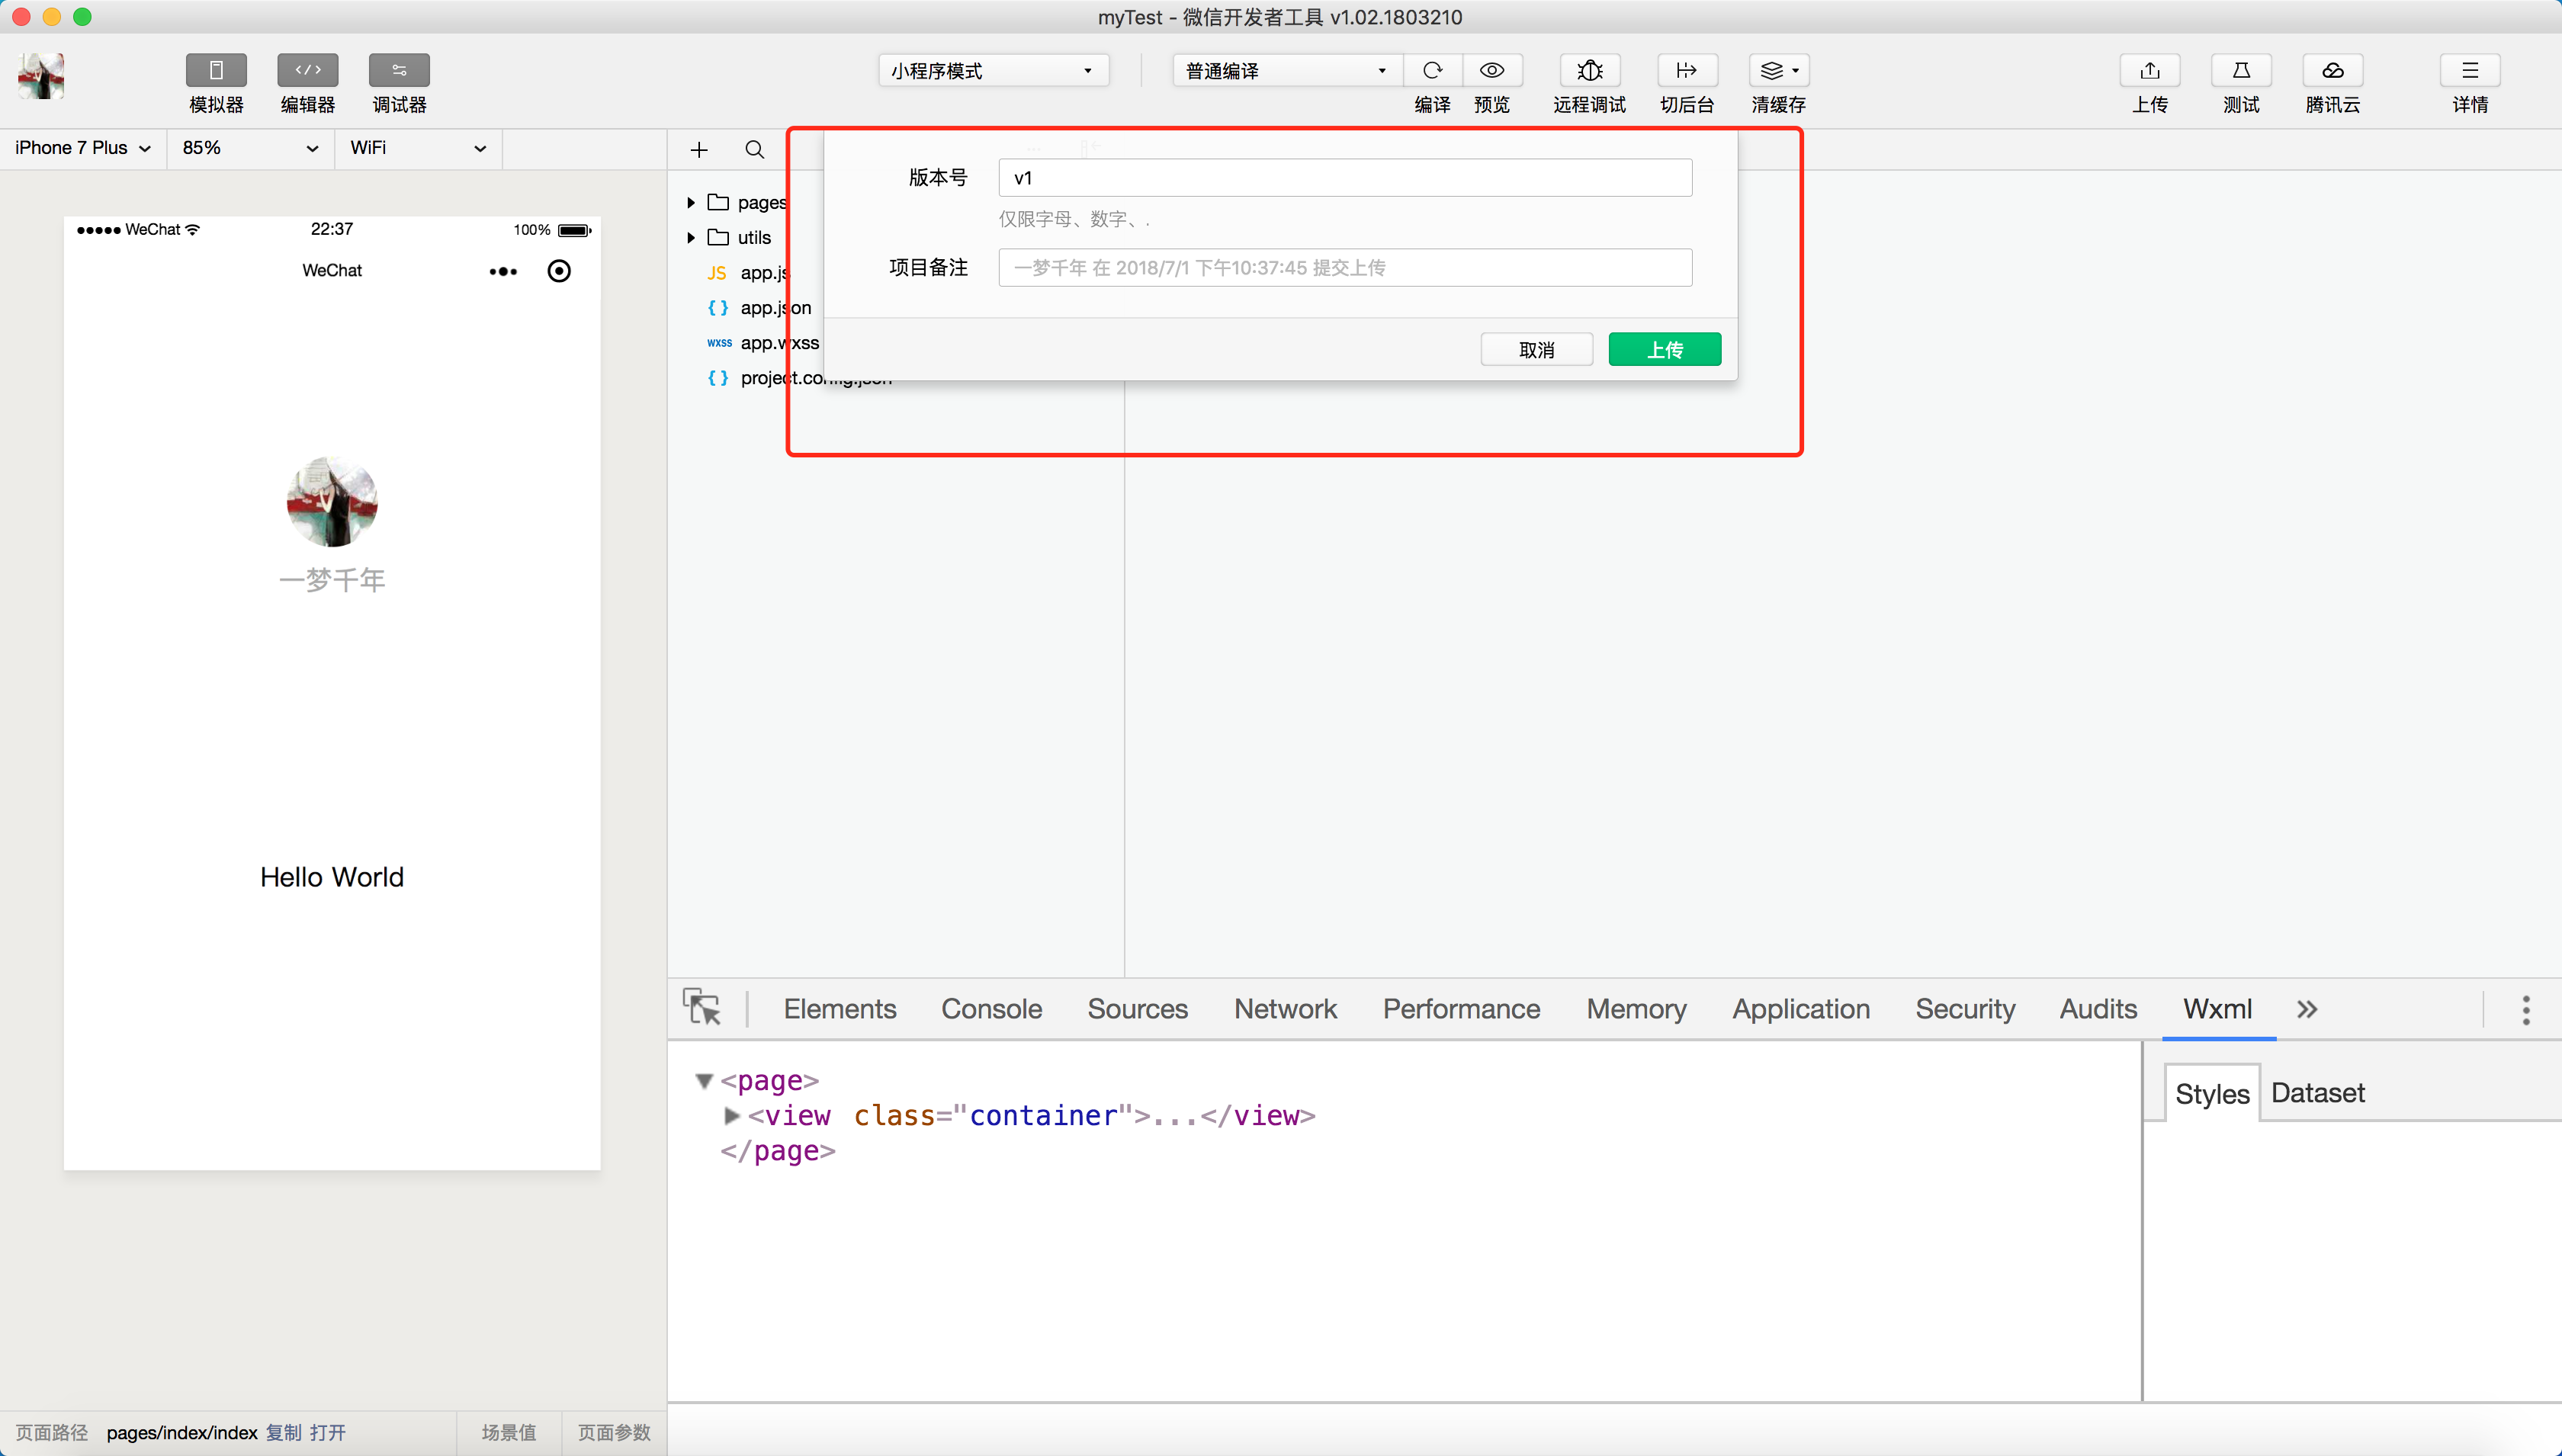 myTest - 微信开发者工具 v1.02.1803210
模拟器 编辑器 调试器
小程序模式 普通编译
编译 预览 远程调试 切后台 清缓存
上传 测试 腾讯云 详情
iPhone 7 Plus 85% WiFi
WeChat 22:37 100%
WeChat
一梦千年
Hello World
pages
utils
JS app.js
{ } app.json
wxss app.wxss
{ } project.config.json
版本号 v1
仅限字母、数字、.
项目备注 一梦千年 在 2018/7/1 下午10:37:45 提交上传
取消 上传
Elements Console Sources Network Performance Memory Application Security Audits Wxml
<page>
<view class="container">...</view>
</page>
Styles Dataset
页面路径 pages/index/index 复制 打开 场景值 页面参数